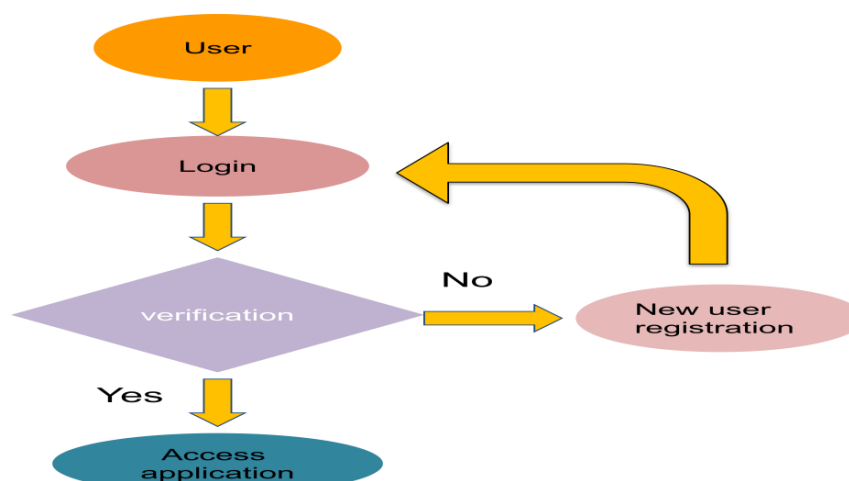 User
Login
No
verification
New user
registration
Yes
Access
application